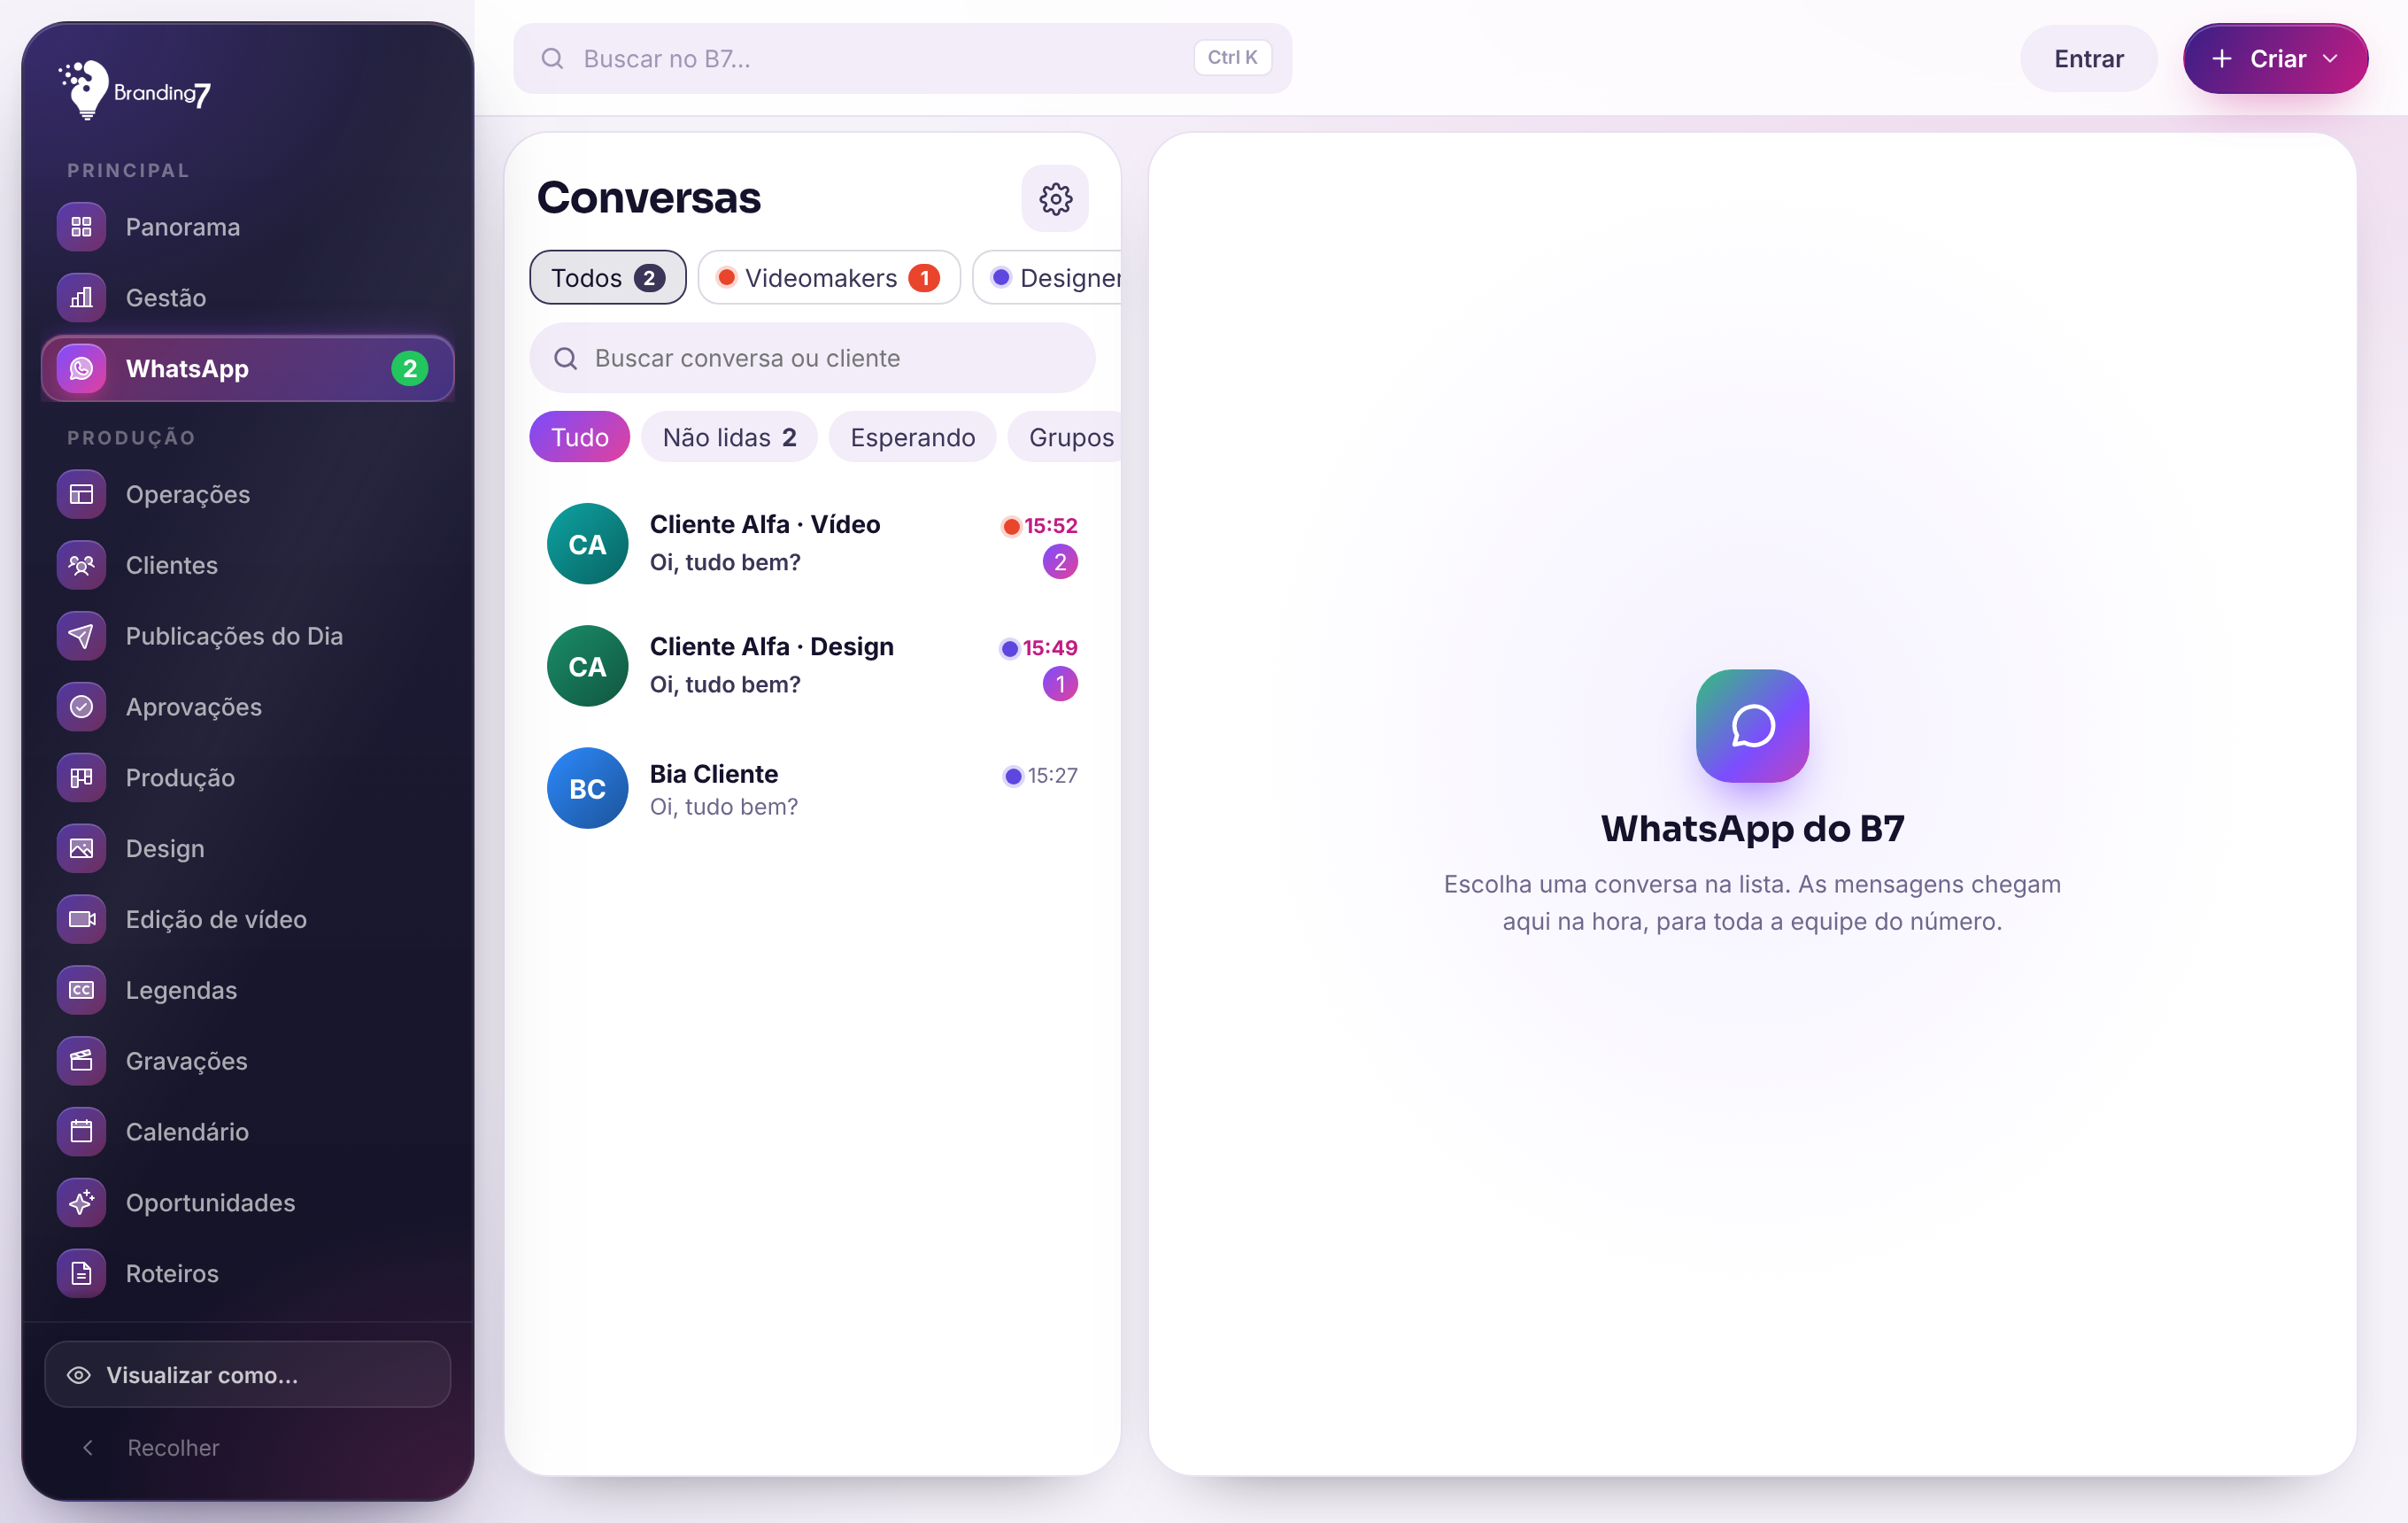 Branding7
PRINCIPAL
Panorama
Gestão
WhatsApp 2
PRODUÇÃO
Operações
Clientes
Publicações do Dia
Aprovações
Produção
Design
Edição de vídeo
CC Legendas
Gravações
Calendário
Oportunidades
Roteiros
Visualizar como...
Recolher
Buscar no B7... Ctrl K
Entrar
Criar
Conversas
Todos 2 Videomakers 1 Designer
Buscar conversa ou cliente
Tudo Não lidas 2 Esperando Grupos
CA Cliente Alfa · Vídeo 15:52
Oi, tudo bem? 2
CA Cliente Alfa · Design 15:49
Oi, tudo bem? 1
BC Bia Cliente 15:27
Oi, tudo bem?
WhatsApp do B7
Escolha uma conversa na lista. As mensagens chegam
aqui na hora, para toda a equipe do número.